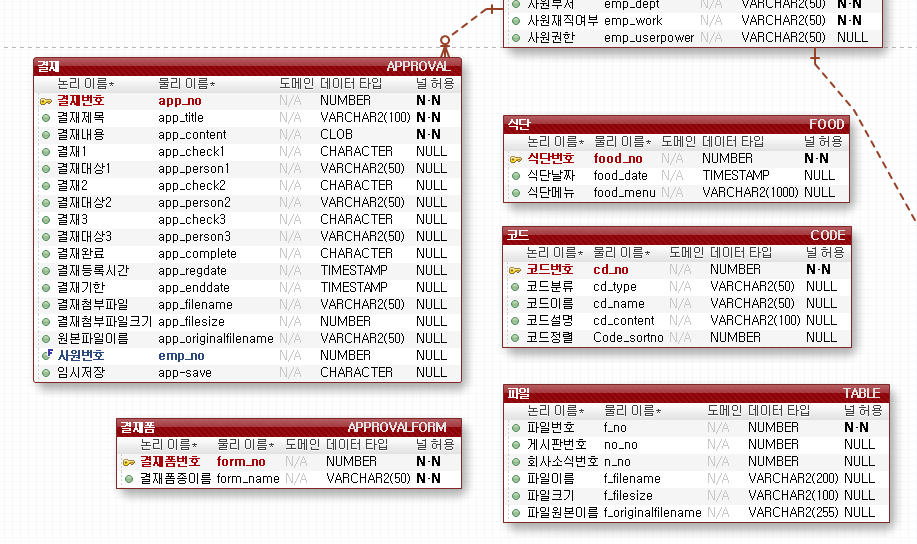 사원부서 emp_dept VARCHAR2(50) N-N
사원재직여부 emp_work VARCHAR2(50) N-N
사원권한 emp_userpower VARCHAR2(50) NULL
결재 APPROVAL
논리 이름* 물리 이름* 도메인 데이터 타입 널 허용
결재번호 app_no N/A NUMBER N-N
결재제목 app_title N/A VARCHAR2(100) N-N
결재내용 app_content N/A CLOB N-N
결재1 app_check1 N/A CHARACTER NULL
결재대상1 app_person1 N/A VARCHAR2(50) NULL
결재2 app_check2 N/A CHARACTER NULL
결재대상2 app_person2 N/A VARCHAR2(50) NULL
결재3 app_check3 N/A CHARACTER NULL
결재대상3 app_person3 N/A VARCHAR2(50) NULL
결재완료 app_complete N/A CHARACTER NULL
결재등록시간 app_regdate N/A TIMESTAMP NULL
결재기한 app_enddate N/A TIMESTAMP NULL
결재첨부파일 app_filename N/A VARCHAR2(50) NULL
결재첨부파일크기 app_filesize N/A NUMBER NULL
원본파일이름 app_originalfilename N/A VARCHAR2(50) NULL
사원번호 emp_no N/A NUMBER NULL
임시저장 app-save N/A CHARACTER NULL
결재폼 APPROVALFORM
논리 이름* 물리 이름* 도메인 데이터 타입 널 허용
결재폼번호 form_no N/A NUMBER N-N
결재폼종이름 form_name N/A VARCHAR2(50) N-N
식단 FOOD
논리 이름* 물리 이름* 도메인 데이터 타입 널 허용
식단번호 food_no N/A NUMBER N-N
식단날짜 food_date N/A TIMESTAMP NULL
식단메뉴 food_menu N/A VARCHAR2(1000) NULL
코드 CODE
논리 이름* 물리 이름* 도메인 데이터 타입 널 허용
코드번호 cd_no N/A NUMBER N-N
코드분류 cd_type N/A VARCHAR2(50) NULL
코드이름 cd_name N/A VARCHAR2(50) NULL
코드설명 cd_content N/A VARCHAR2(100) NULL
코드정렬 Code_sortno N/A NUMBER NULL
파일 TABLE
논리 이름* 물리 이름* 도메인 데이터 타입 널 허용
파일번호 f_no N/A NUMBER N-N
게시판번호 no_no N/A NUMBER NULL
회사소식번호 n_no N/A NUMBER NULL
파일이름 f_filename N/A VARCHAR2(200) NULL
파일크기 f_filesize N/A VARCHAR2(100) NULL
파일원본이름 f_originalfilename N/A VARCHAR2(255) NULL